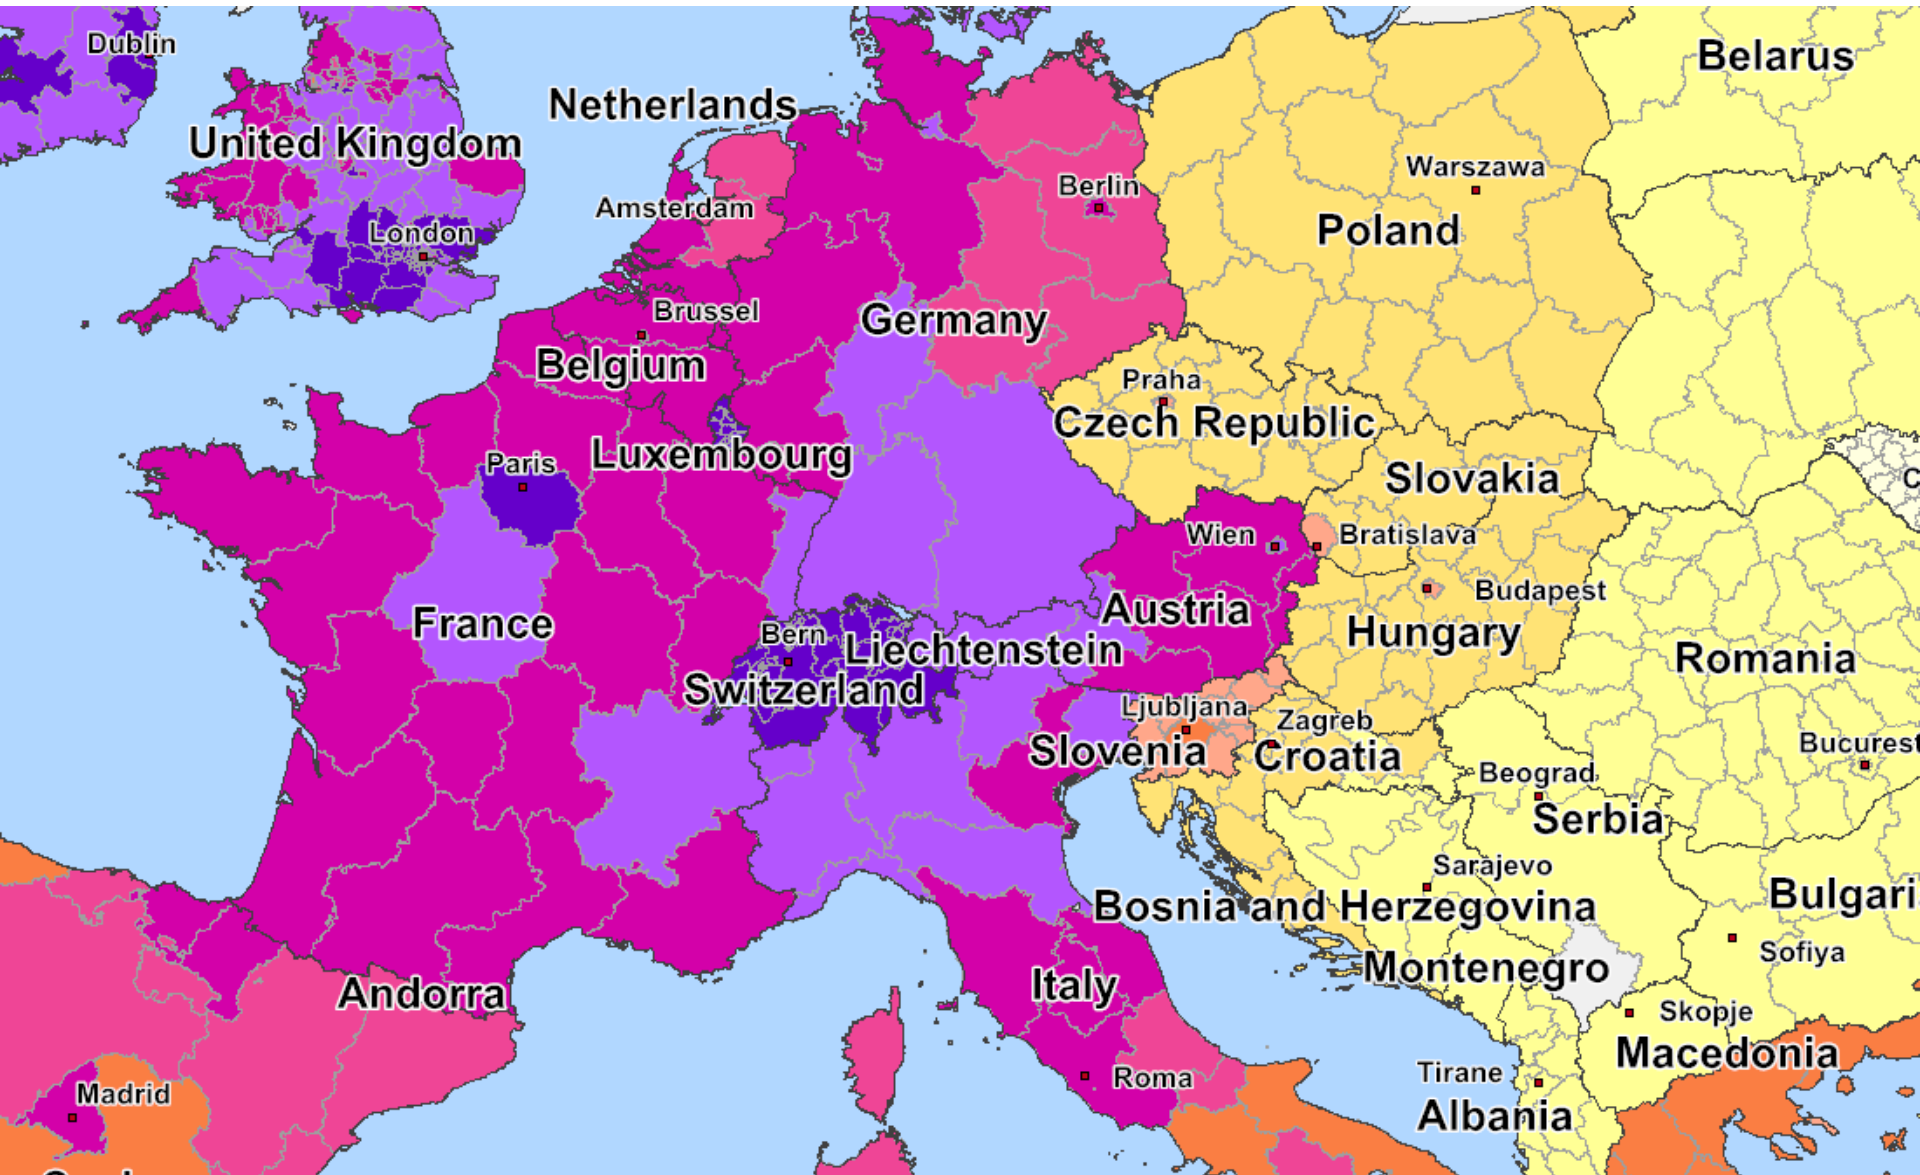 Dublin
Belarus
Netherlands
United Kingdom
Warszawa
Berlin
Amsterdam
London
Poland
Brussel
Germany
Belgium
Praha
Czech Republic
Luxembourg
Paris
Slovakia
C
Wien
Bratislava
Budapest
Austria
France
Bern
Hungary
Liechtenstein
Romania
Switzerland
Ljubljana
Zagreb
Slovenia
Croatia
Bucurest
Beograd
Serbia
Sarajevo
Bosnia and Herzegovina
Bulgari
Sofiya
Montenegro
Italy
Andorra
Skopje
Macedonia
Tirane
Roma
Madrid
Albania